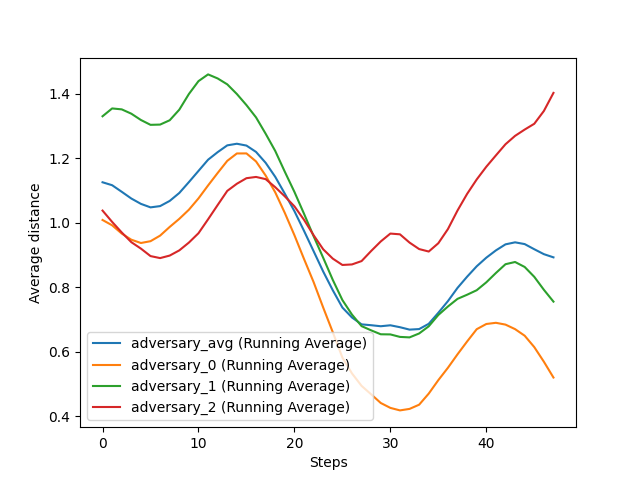 1.4
1.2
1.0
0.8
0.6
0.4
Average distance
adversary_avg (Running Average)
adversary_0 (Running Average)
adversary_1 (Running Average)
adversary_2 (Running Average)
0 10 20 30 40
Steps